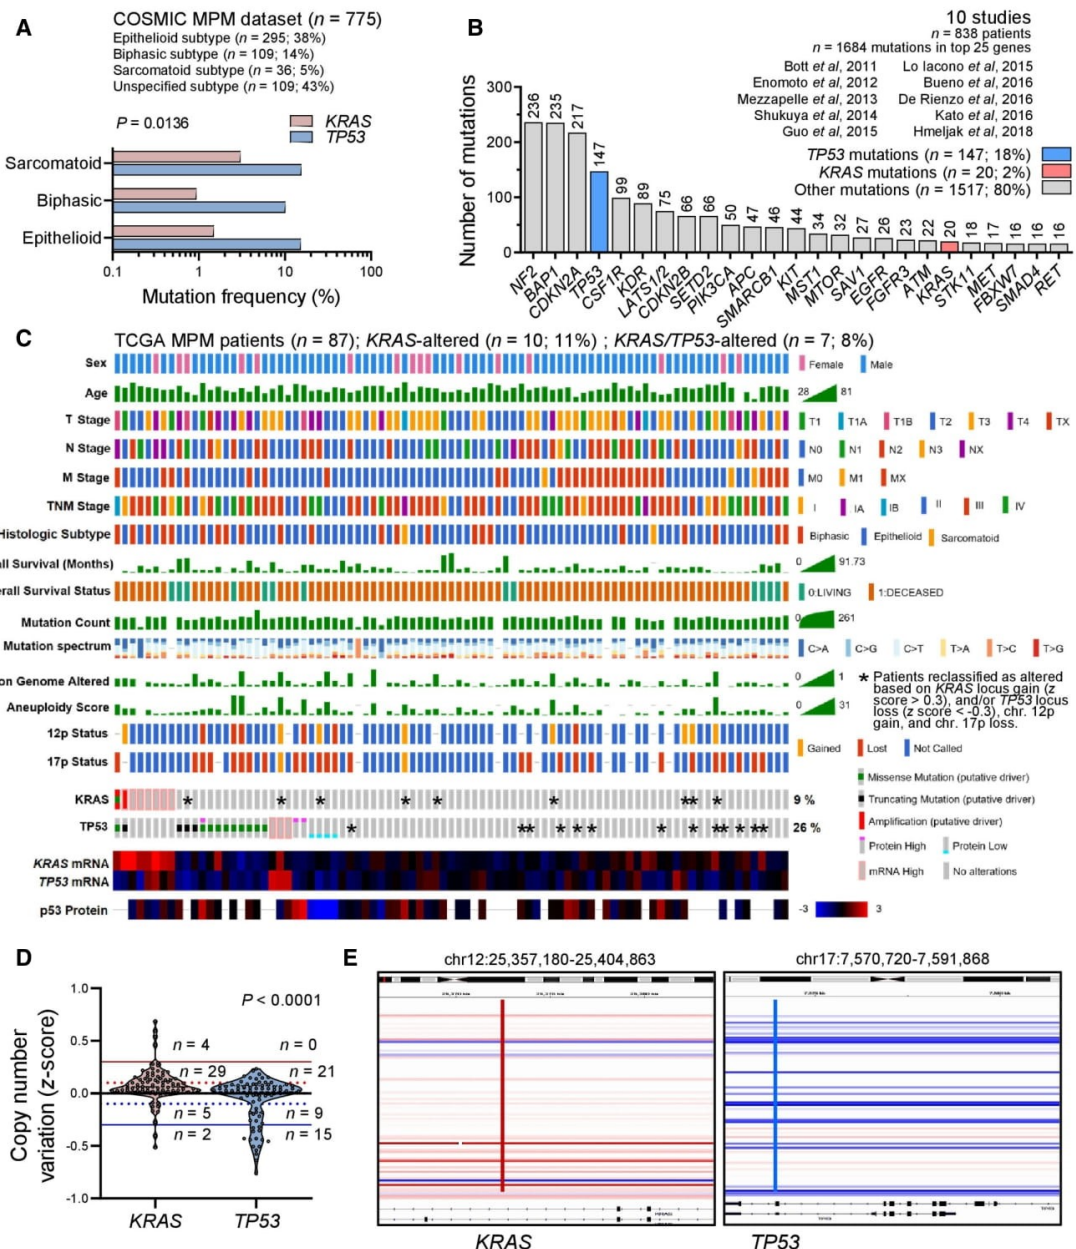 A
COSMIC MPM dataset (n = 775)
Epithelioid subtype (n = 295; 38%)
Biphasic subtype (n = 109; 14%)
Sarcomatoid subtype (n = 36; 5%)
Unspecified subtype (n = 109; 43%)
P = 0.0136
KRAS
TP53
Sarcomatoid
Biphasic
Epithelioid
0.1 1 10 100
Mutation frequency (%)
B
10 studies
n = 838 patients
n = 1684 mutations in top 25 genes
Bott et al, 2011 Lo Iacono et al, 2015
Enomoto et al, 2012 Bueno et al, 2016
Mezzapelle et al, 2013 De Rienzo et al, 2016
Shukuya et al, 2014 Kato et al, 2016
Guo et al, 2015 Hmeljak et al, 2018
TP53 mutations (n = 147; 18%)
KRAS mutations (n = 20; 2%)
Other mutations (n = 1517; 80%)
Number of mutations
300
200
100
0
236 235 217 147 99 89 75 66 66 50 47 46 44 34 32 27 26 23 22 20 18 17 16 16 16
NF2 BAP1 CDKN2A TP53 CSF1R KDR LATS1/2 CDKN2B SETD2 PIK3CA APC SMARCB1 KIT MST1 MTOR SAV1 EGFR FGFR3 ATM KRAS STK11 MET FBXW7 SMAD4 RET
C
TCGA MPM patients (n = 87); KRAS-altered (n = 10; 11%) ; KRAS/TP53-altered (n = 7; 8%)
Sex
Female Male
Age
28 81
T Stage
T1 T1A T1B T2 T3 T4 TX
N Stage
N0 N1 N2 N3 NX
M Stage
M0 M1 MX
TNM Stage
I IA IB II III IV
Histologic Subtype
Biphasic Epithelioid Sarcomatoid
all Survival (Months)
0 91.73
erall Survival Status
0:LIVING 1:DECEASED
Mutation Count
0 261
Mutation spectrum
C>A C>G C>T T>A T>C T>G
on Genome Altered
0 1
Aneuploidy Score
0 31
* Patients reclassified as altered
based on KRAS locus gain (z
score > 0.3), and/or TP53 locus
loss (z score < -0.3), chr. 12p
gain, and chr. 17p loss.
12p Status
17p Status
Gained Lost Not Called
KRAS
* * * * * * ** *
9 %
TP53
* ** * * * * * ** * **
26 %
Missense Mutation (putative driver)
Truncating Mutation (putative driver)
Amplification (putative driver)
Protein High Protein Low
mRNA High No alterations
KRAS mRNA
TP53 mRNA
p53 Protein
-3 3
D
P < 0.0001
Copy number
variation (z-score)
1.0
0.5
0.0
-0.5
-1.0
n = 4 n = 0
n = 29 n = 21
n = 5 n = 9
n = 2 n = 15
KRAS TP53
E
chr12:25,357,180-25,404,863
chr17:7,570,720-7,591,868
KRAS
TP53